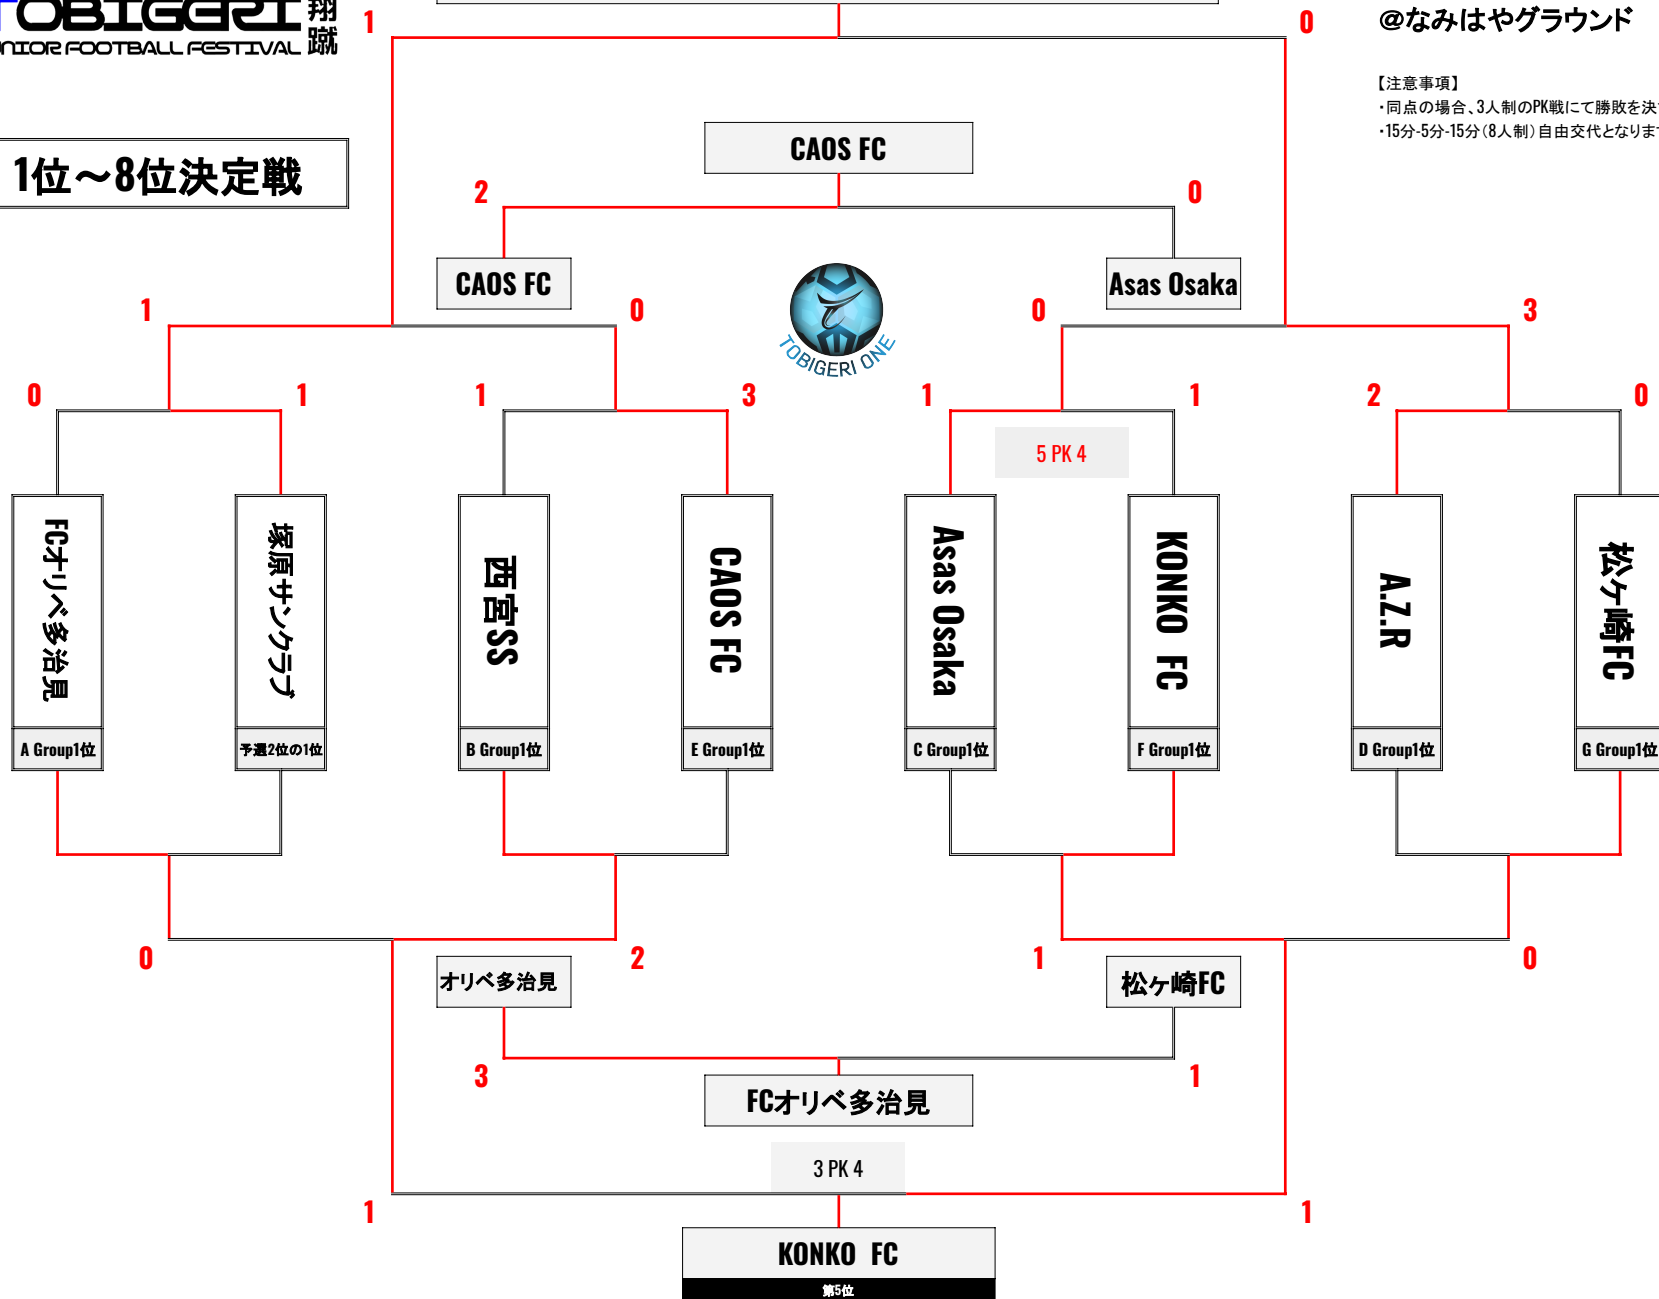 TOBIGERI 翔蹴
JUNIOR FOOTBALL FESTIVAL
@なみはやグラウンド
【注意事項】
・同点の場合、3人制のPK戦にて勝敗を決
・15分-5分-15分(8人制)自由交代となりま
1位～8位決定戦
1
0
CAOS FC
2
0
CAOS FC
Asas Osaka
TOBIGERI ONE
1
0
0
3
0
1
1
3
1
1
2
0
5 PK 4
FCオリベ多治見
塚原サンクラブ
西宮SS
CAOS FC
Asas Osaka
KONKO FC
A.Z.R
松ヶ崎FC
A Group1位
予選2位の1位
B Group1位
E Group1位
C Group1位
F Group1位
D Group1位
G Group1位
0
2
1
0
オリベ多治見
松ヶ崎FC
3
1
FCオリベ多治見
3 PK 4
1
1
KONKO FC
第5位